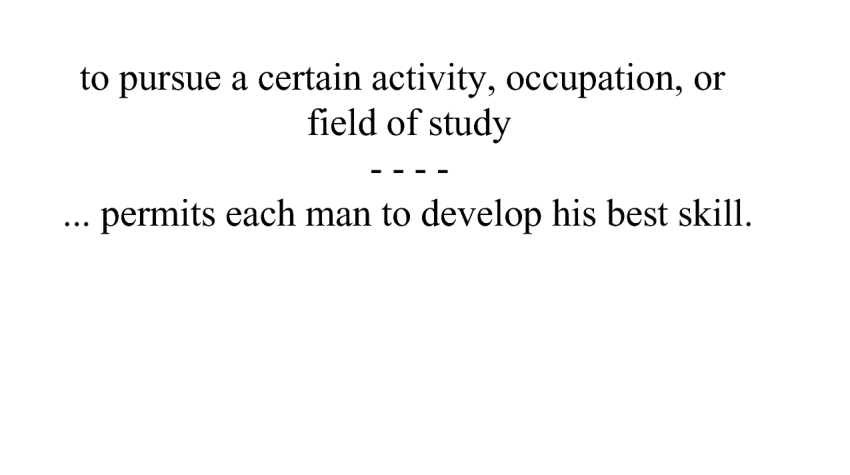 to pursue a certain activity, occupation, or
field of study
- - - -
... permits each man to develop his best skill.